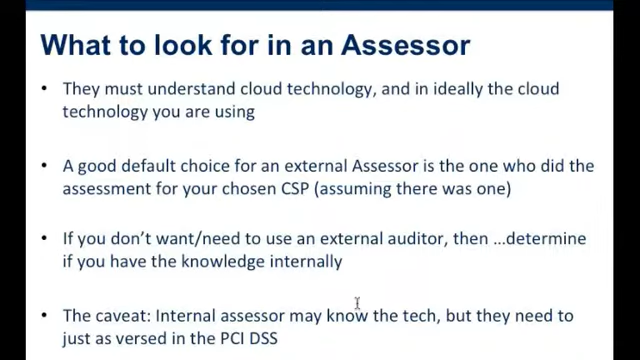 What to look for in an Assessor
• They must understand cloud technology, and in ideally the cloud
technology you are using
• A good default choice for an external Assessor is the one who did the
assessment for your chosen CSP (assuming there was one)
• If you don't want/need to use an external auditor, then …determine
if you have the knowledge internally
• The caveat: Internal assessor may know the tech, but they need to
just as versed in the PCI DSS